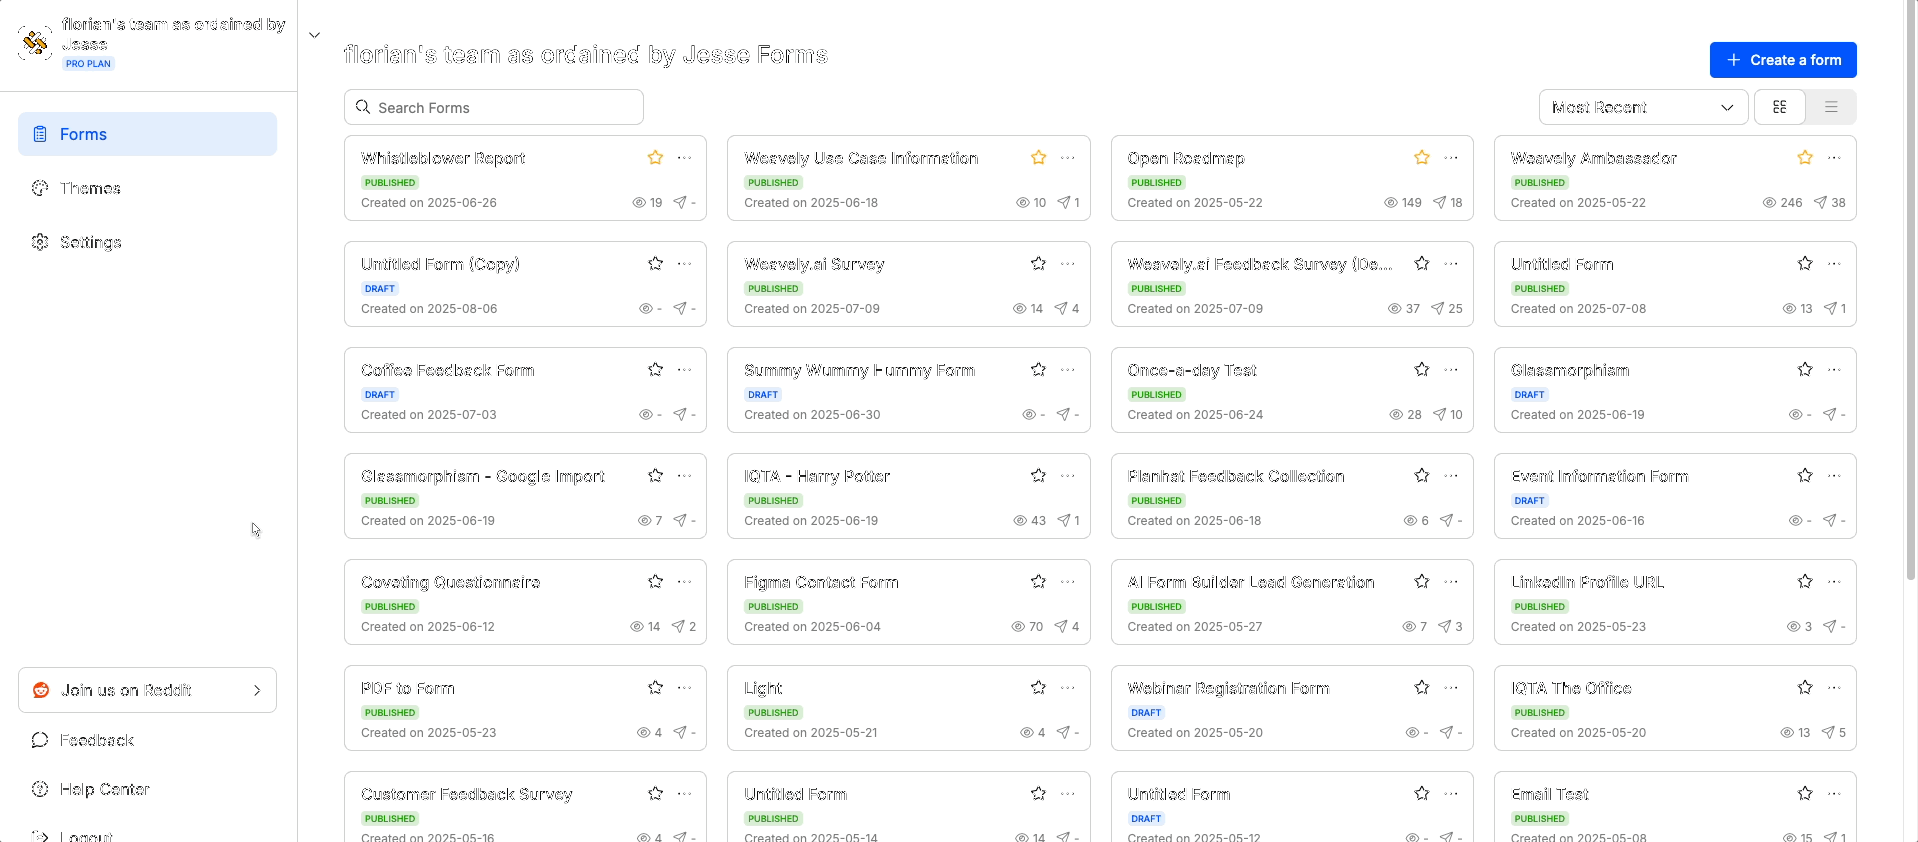 florian's team as ordained by
Jesse
PRO PLAN
Forms
Themes
Settings
Join us on Reddit
Feedback
Help Center
Logout
florian's team as ordained by Jesse Forms
Create a form
Search Forms
Most Recent
Whistleblower Report
PUBLISHED
Created on 2025-06-26 19 -
Weavely Use Case Information
PUBLISHED
Created on 2025-06-18 10 1
Open Roadmap
PUBLISHED
Created on 2025-05-22 149 18
Weavely Ambassador
PUBLISHED
Created on 2025-05-22 246 38
Untitled Form (Copy)
DRAFT
Created on 2025-08-06 - -
Weavely.ai Survey
PUBLISHED
Created on 2025-07-09 14 4
Weavely.ai Feedback Survey (De...
PUBLISHED
Created on 2025-07-09 37 25
Untitled Form
PUBLISHED
Created on 2025-07-08 13 1
Coffee Feedback Form
DRAFT
Created on 2025-07-03 - -
Summy Wummy Hummy Form
DRAFT
Created on 2025-06-30 - -
Once-a-day Test
PUBLISHED
Created on 2025-06-24 28 10
Glassmorphism
DRAFT
Created on 2025-06-19 - -
Glassmorphism - Google Import
PUBLISHED
Created on 2025-06-19 7 -
IQTA - Harry Potter
PUBLISHED
Created on 2025-06-19 43 1
Planhat Feedback Collection
PUBLISHED
Created on 2025-06-18 6 -
Event Information Form
DRAFT
Created on 2025-06-16 - -
Coveting Questionnaire
PUBLISHED
Created on 2025-06-12 14 2
Figma Contact Form
PUBLISHED
Created on 2025-06-04 70 4
AI Form Builder Lead Generation
PUBLISHED
Created on 2025-05-27 7 3
LinkedIn Profile URL
PUBLISHED
Created on 2025-05-23 3 -
PDF to Form
PUBLISHED
Created on 2025-05-23 4 -
Light
PUBLISHED
Created on 2025-05-21 4 -
Webinar Registration Form
DRAFT
Created on 2025-05-20 - -
IQTA The Office
PUBLISHED
Created on 2025-05-20 13 5
Customer Feedback Survey
PUBLISHED
Created on 2025-05-16 4 -
Untitled Form
PUBLISHED
Created on 2025-05-14 14 -
Untitled Form
DRAFT
Created on 2025-05-12 - -
Email Test
PUBLISHED
Created on 2025-05-08 15 1